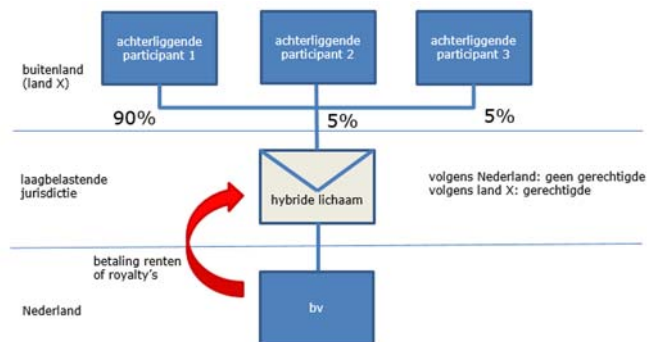 achterliggende
participant 1
achterliggende
participant 2
achterliggende
participant 3
buitenland
(land X)
90%
5%
5%
laagbelastende
jurisdictie
hybride lichaam
volgens Nederland: geen gerechtigde
volgens land X: gerechtigde
betaling renten
of royalty's
bv
Nederland